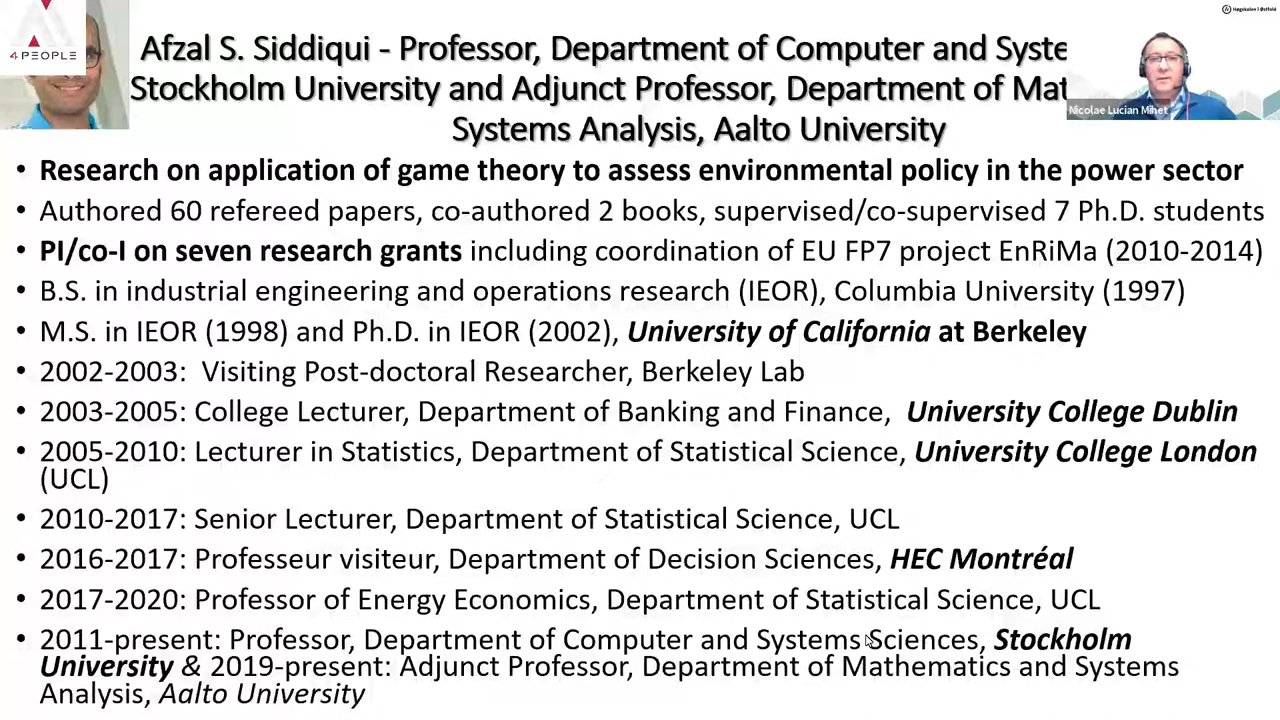 Høgskolen i Østfold
4PEOPLE
Afzal S. Siddiqui - Professor, Department of Computer and Syste
Stockholm University and Adjunct Professor, Department of Mat
Systems Analysis, Aalto University
Nicolae Lucian Mihet
• Research on application of game theory to assess environmental policy in the power sector
• Authored 60 refereed papers, co-authored 2 books, supervised/co-supervised 7 Ph.D. students
• PI/co-I on seven research grants including coordination of EU FP7 project EnRiMa (2010-2014)
• B.S. in industrial engineering and operations research (IEOR), Columbia University (1997)
• M.S. in IEOR (1998) and Ph.D. in IEOR (2002), University of California at Berkeley
• 2002-2003: Visiting Post-doctoral Researcher, Berkeley Lab
• 2003-2005: College Lecturer, Department of Banking and Finance, University College Dublin
• 2005-2010: Lecturer in Statistics, Department of Statistical Science, University College London
(UCL)
• 2010-2017: Senior Lecturer, Department of Statistical Science, UCL
• 2016-2017: Professeur visiteur, Department of Decision Sciences, HEC Montréal
• 2017-2020: Professor of Energy Economics, Department of Statistical Science, UCL
• 2011-present: Professor, Department of Computer and Systems Sciences, Stockholm
University & 2019-present: Adjunct Professor, Department of Mathematics and Systems
Analysis, Aalto University